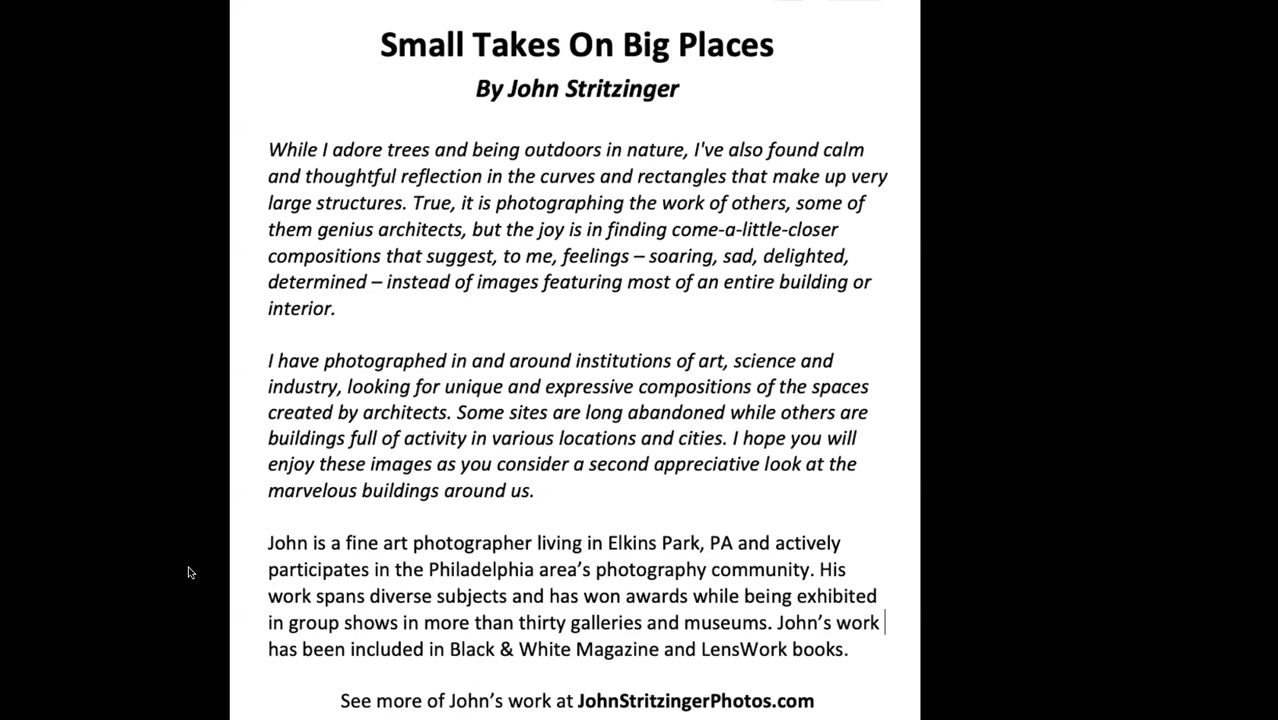 Small Takes On Big Places
By John Stritzinger
While I adore trees and being outdoors in nature, I've also found calm
and thoughtful reflection in the curves and rectangles that make up very
large structures. True, it is photographing the work of others, some of
them genius architects, but the joy is in finding come-a-little-closer
compositions that suggest, to me, feelings – soaring, sad, delighted,
determined – instead of images featuring most of an entire building or
interior.
I have photographed in and around institutions of art, science and
industry, looking for unique and expressive compositions of the spaces
created by architects. Some sites are long abandoned while others are
buildings full of activity in various locations and cities. I hope you will
enjoy these images as you consider a second appreciative look at the
marvelous buildings around us.
John is a fine art photographer living in Elkins Park, PA and actively
participates in the Philadelphia area’s photography community. His
work spans diverse subjects and has won awards while being exhibited
in group shows in more than thirty galleries and museums. John’s work
has been included in Black & White Magazine and LensWork books.
See more of John’s work at JohnStritzingerPhotos.com